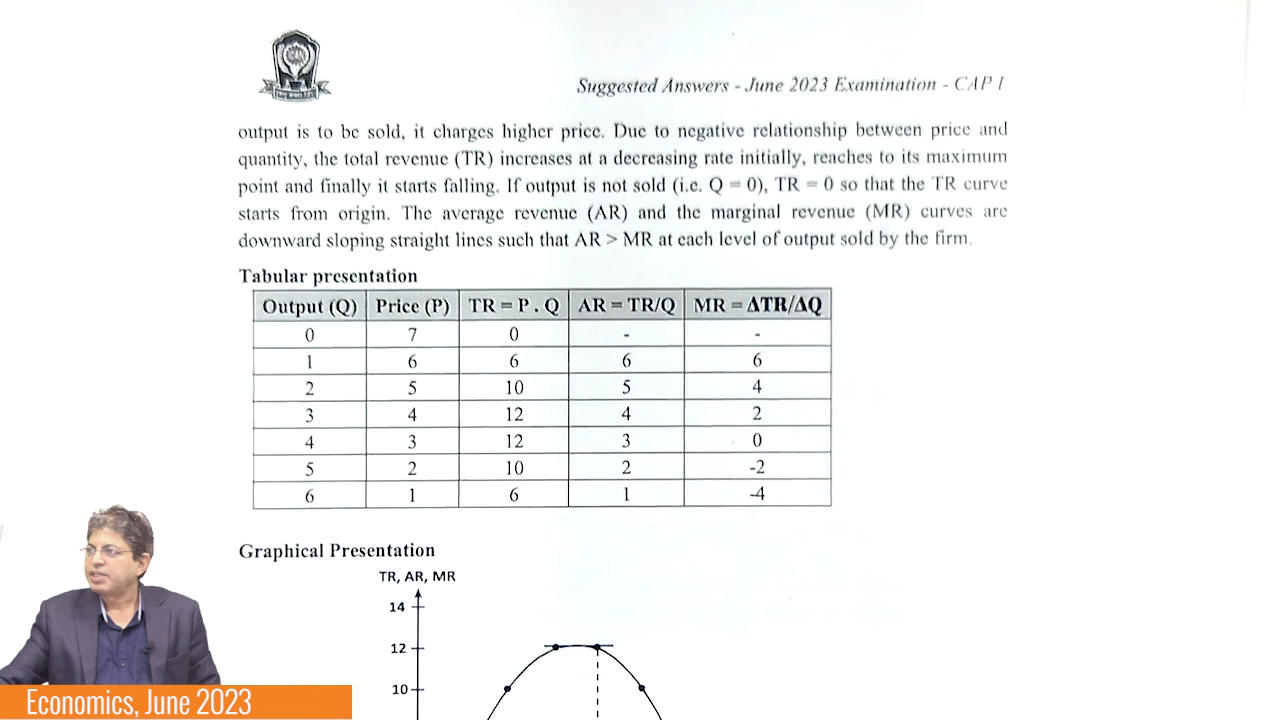 Suggested Answers - June 2023 Examination - CAP I
output is to be sold, it charges higher price. Due to negative relationship between price and
quantity, the total revenue (TR) increases at a decreasing rate initially, reaches to its maximum
point and finally it starts falling. If output is not sold (i.e. Q = 0), TR = 0 so that the TR curve
starts from origin. The average revenue (AR) and the marginal revenue (MR) curves are
downward sloping straight lines such that AR > MR at each level of output sold by the firm.
Tabular presentation
Output (Q) Price (P) TR = P . Q AR = TR/Q MR = ΔTR/ΔQ
0 7 0 - -
1 6 6 6 6
2 5 10 5 4
3 4 12 4 2
4 3 12 3 0
5 2 10 2 -2
6 1 6 1 -4
Graphical Presentation
TR, AR, MR
14
12
10
Economics, June 2023